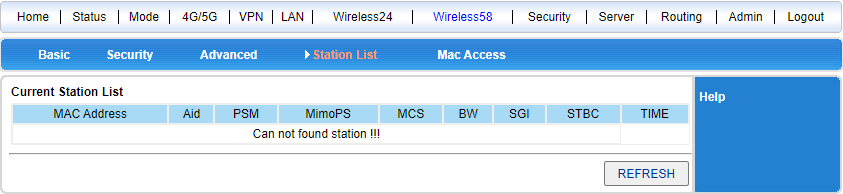 Home Status Mode 4G/5G VPN LAN Wireless24 Wireless58 Security Server Routing Admin Logout
Basic Security Advanced Station List Mac Access
Current Station List
Help
MAC Address Aid PSM MimoPS MCS BW SGI STBC TIME
Can not found station !!!
REFRESH